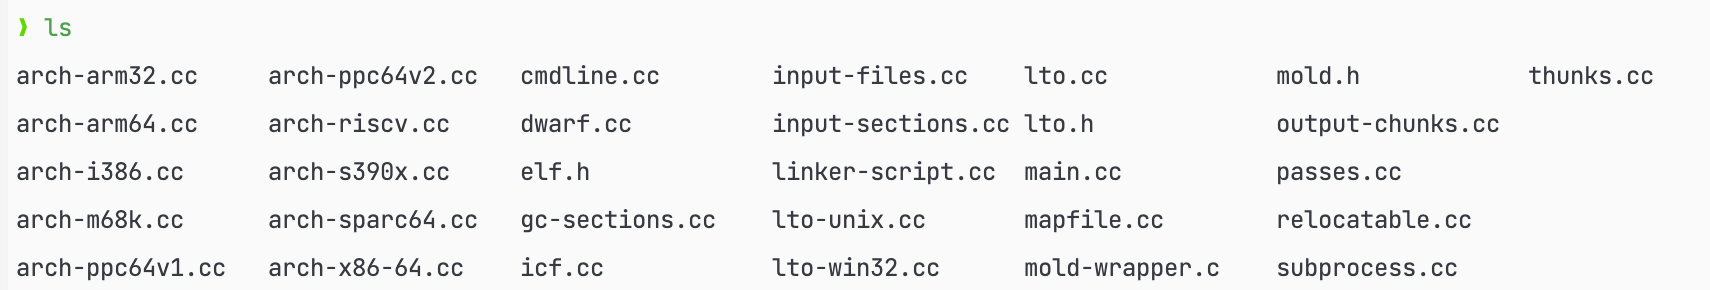 ❯ ls
arch-arm32.cc arch-ppc64v2.cc cmdline.cc input-files.cc lto.cc mold.h thunks.cc
arch-arm64.cc arch-riscv.cc dwarf.cc input-sections.cc lto.h output-chunks.cc
arch-i386.cc arch-s390x.cc elf.h linker-script.cc main.cc passes.cc
arch-m68k.cc arch-sparc64.cc gc-sections.cc lto-unix.cc mapfile.cc relocatable.cc
arch-ppc64v1.cc arch-x86-64.cc icf.cc lto-win32.cc mold-wrapper.c subprocess.cc